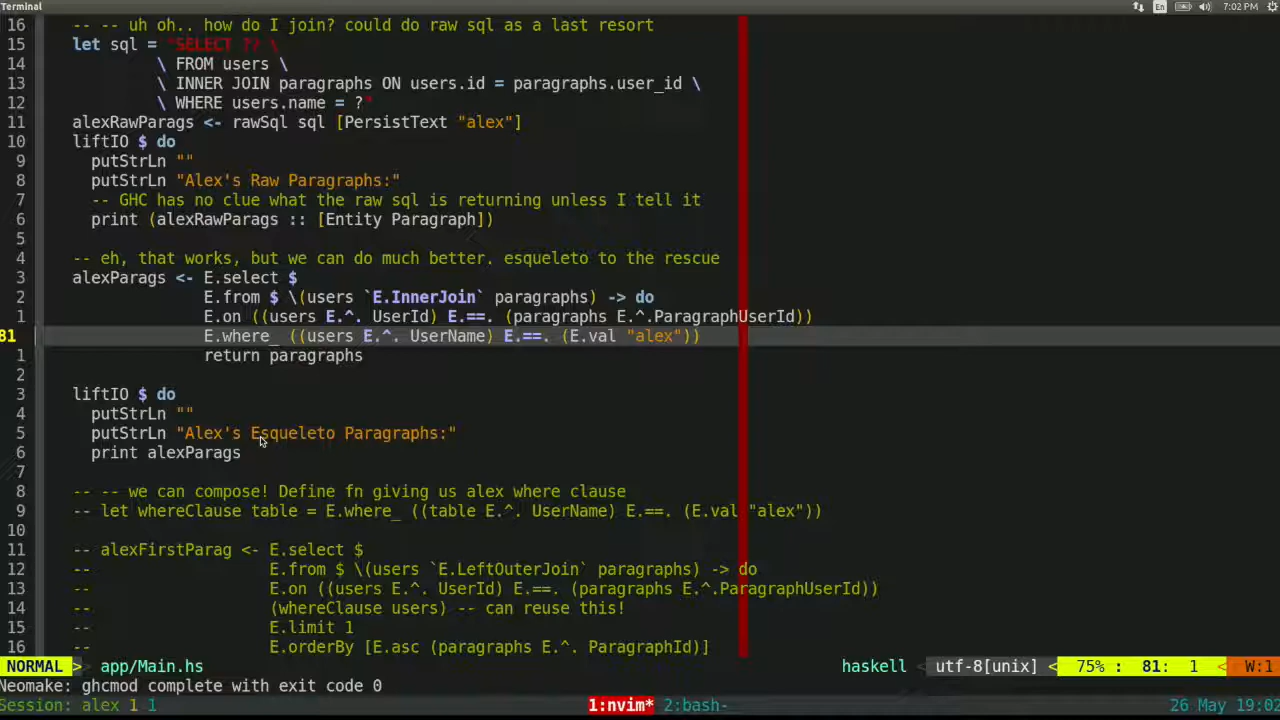 Terminal En 7:02 PM
16 -- -- uh oh.. how do I join? could do raw sql as a last resort
15 let sql = "SELECT ?? \
14 \ FROM users \
13 \ INNER JOIN paragraphs ON users.id = paragraphs.user_id \
12 \ WHERE users.name = ?"
11 alexRawParags <- rawSql sql [PersistText "alex"]
10 liftIO $ do
9 putStrLn ""
8 putStrLn "Alex's Raw Paragraphs:"
7 -- GHC has no clue what the raw sql is returning unless I tell it
6 print (alexRawParags :: [Entity Paragraph])
5
4 -- eh, that works, but we can do much better. esqueleto to the rescue
3 alexParags <- E.select $
2 E.from $ \(users `E.InnerJoin` paragraphs) -> do
1 E.on ((users E.^. UserId) E.==. (paragraphs E.^.ParagraphUserId))
81 E.where_ ((users E.^. UserName) E.==. (E.val "alex"))
1 return paragraphs
2
3 liftIO $ do
4 putStrLn ""
5 putStrLn "Alex's Esqueleto Paragraphs:"
6 print alexParags
7
8 -- -- we can compose! Define fn giving us alex where clause
9 -- let whereClause table = E.where_ ((table E.^. UserName) E.==. (E.val "alex"))
10
11 -- alexFirstParag <- E.select $
12 -- E.from $ \(users `E.LeftOuterJoin` paragraphs) -> do
13 -- E.on ((users E.^. UserId) E.==. (paragraphs E.^.ParagraphUserId))
14 -- (whereClause users) -- can reuse this!
15 -- E.limit 1
16 -- E.orderBy [E.asc (paragraphs E.^. ParagraphId)]
NORMAL > app/Main.hs haskell < utf-8[unix] < 75% : 81: 1 < W:1
Neomake: ghcmod complete with exit code 0
Session: alex 1 1 1:nvim* 2:bash- 26 May 19:02